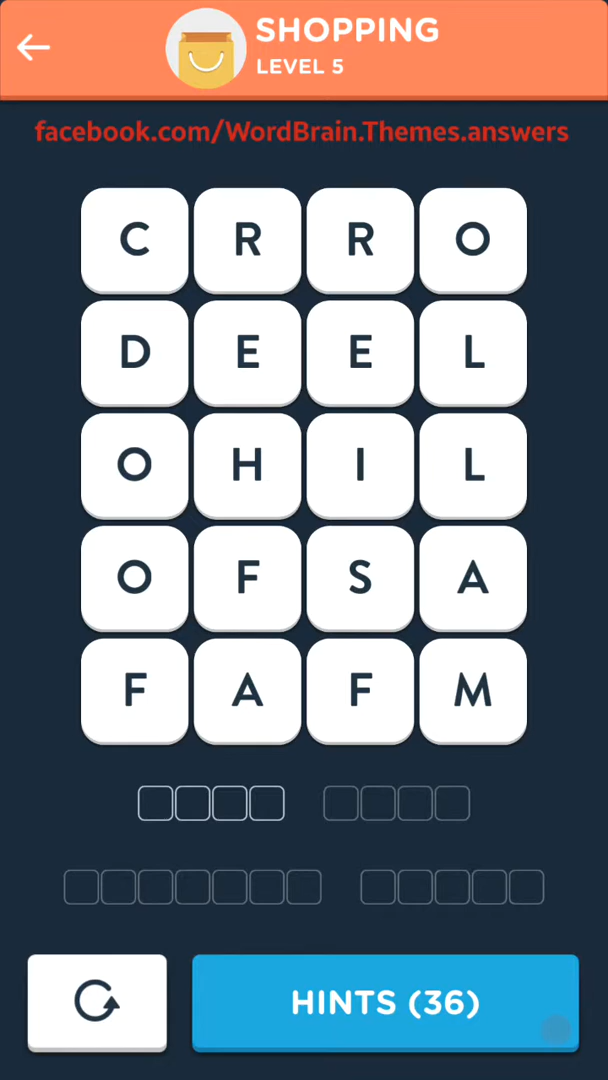 SHOPPING
LEVEL 5
facebook.com/WordBrain.Themes.answers
C R R O
D E E L
O H I L
O F S A
F A F M
HINTS (36)